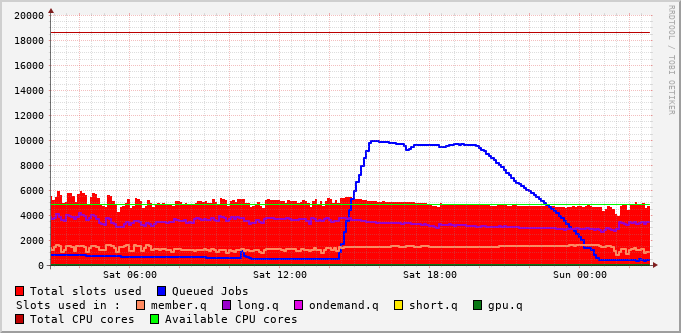 20000
18000
16000
14000
12000
10000
8000
6000
4000
2000
0
Sat 06:00 Sat 12:00 Sat 18:00 Sun 00:00
Total slots used Queued Jobs
Slots used in : member.q long.q ondemand.q short.q gpu.q
Total CPU cores Available CPU cores
RRDTOOL / TOBI OETIKER